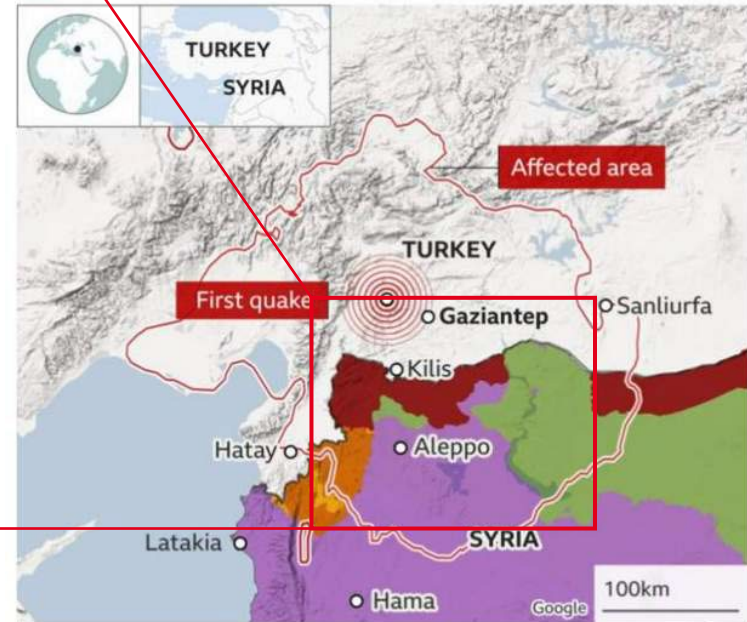 TURKEY
SYRIA
Affected area
TURKEY
First quake
Gaziantep
Sanliurfa
Kilis
Hatay
Aleppo
Latakia
SYRIA
Hama
Google
100km